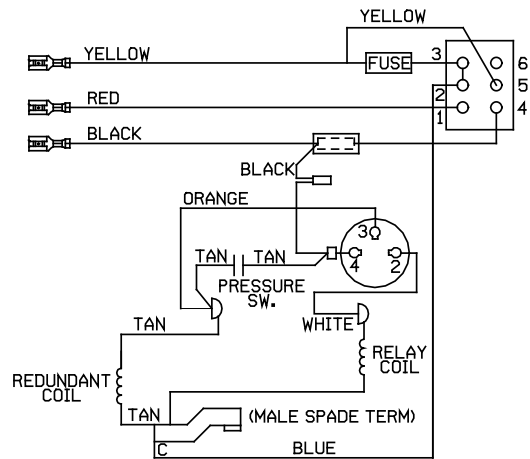 YELLOW
YELLOW
FUSE
3
6
RED
2
5
1
4
BLACK
BLACK
ORANGE
3
TAN
TAN
4
2
PRESSURE
SW.
TAN
WHITE
RELAY
COIL
REDUNDANT
COIL
TAN
(MALE SPADE TERM)
C
BLUE